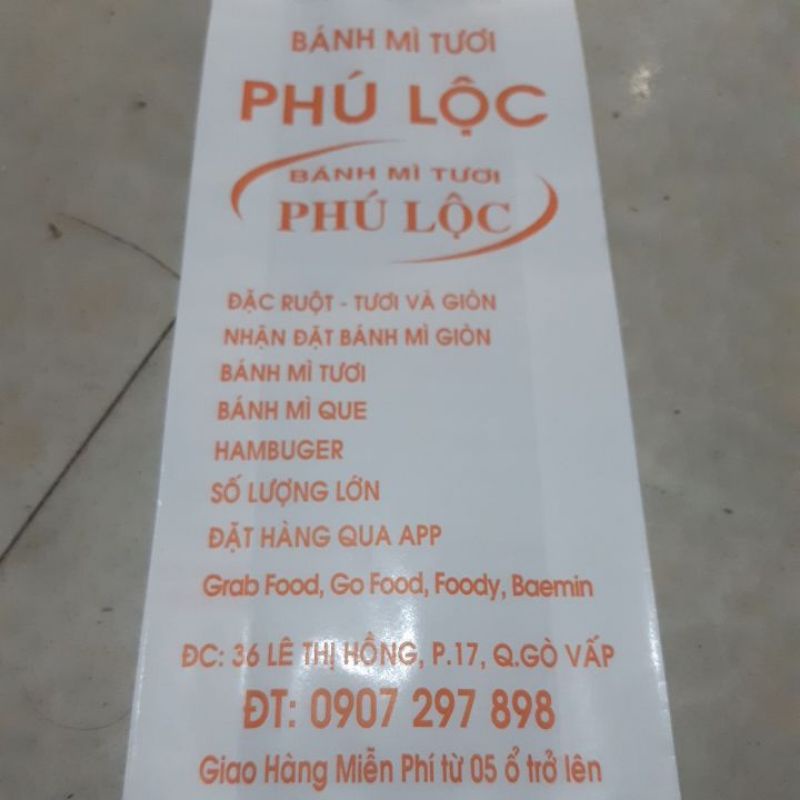 BÁNH MÌ TƯƠI
PHÚ LỘC
BÁNH MÌ TƯƠI
PHÚ LỘC
ĐẶC RUỘT - TƯƠI VÀ GIÒN
NHẬN ĐẶT BÁNH MÌ GIÒN
BÁNH MÌ TƯƠI
BÁNH MÌ QUE
HAMBUGER
SỐ LƯỢNG LỚN
ĐẶT HÀNG QUA APP
Grab Food, Go Food, Foody, Baemin
ĐC: 36 LÊ THỊ HỒNG, P.17, Q.GÒ VẤP
ĐT: 0907 297 898
Giao Hàng Miễn Phí từ 05 ổ trở lên